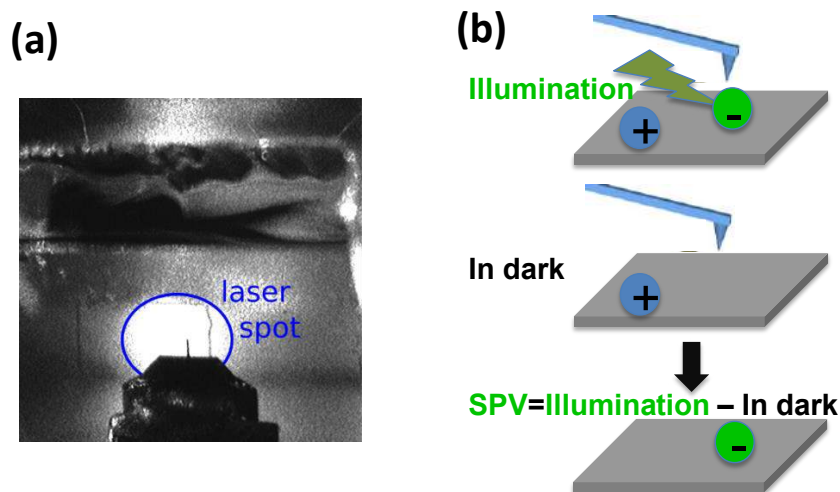 (a)
laser
spot
(b)
Illumination
+
-
In dark
+
SPV=Illumination – In dark
-